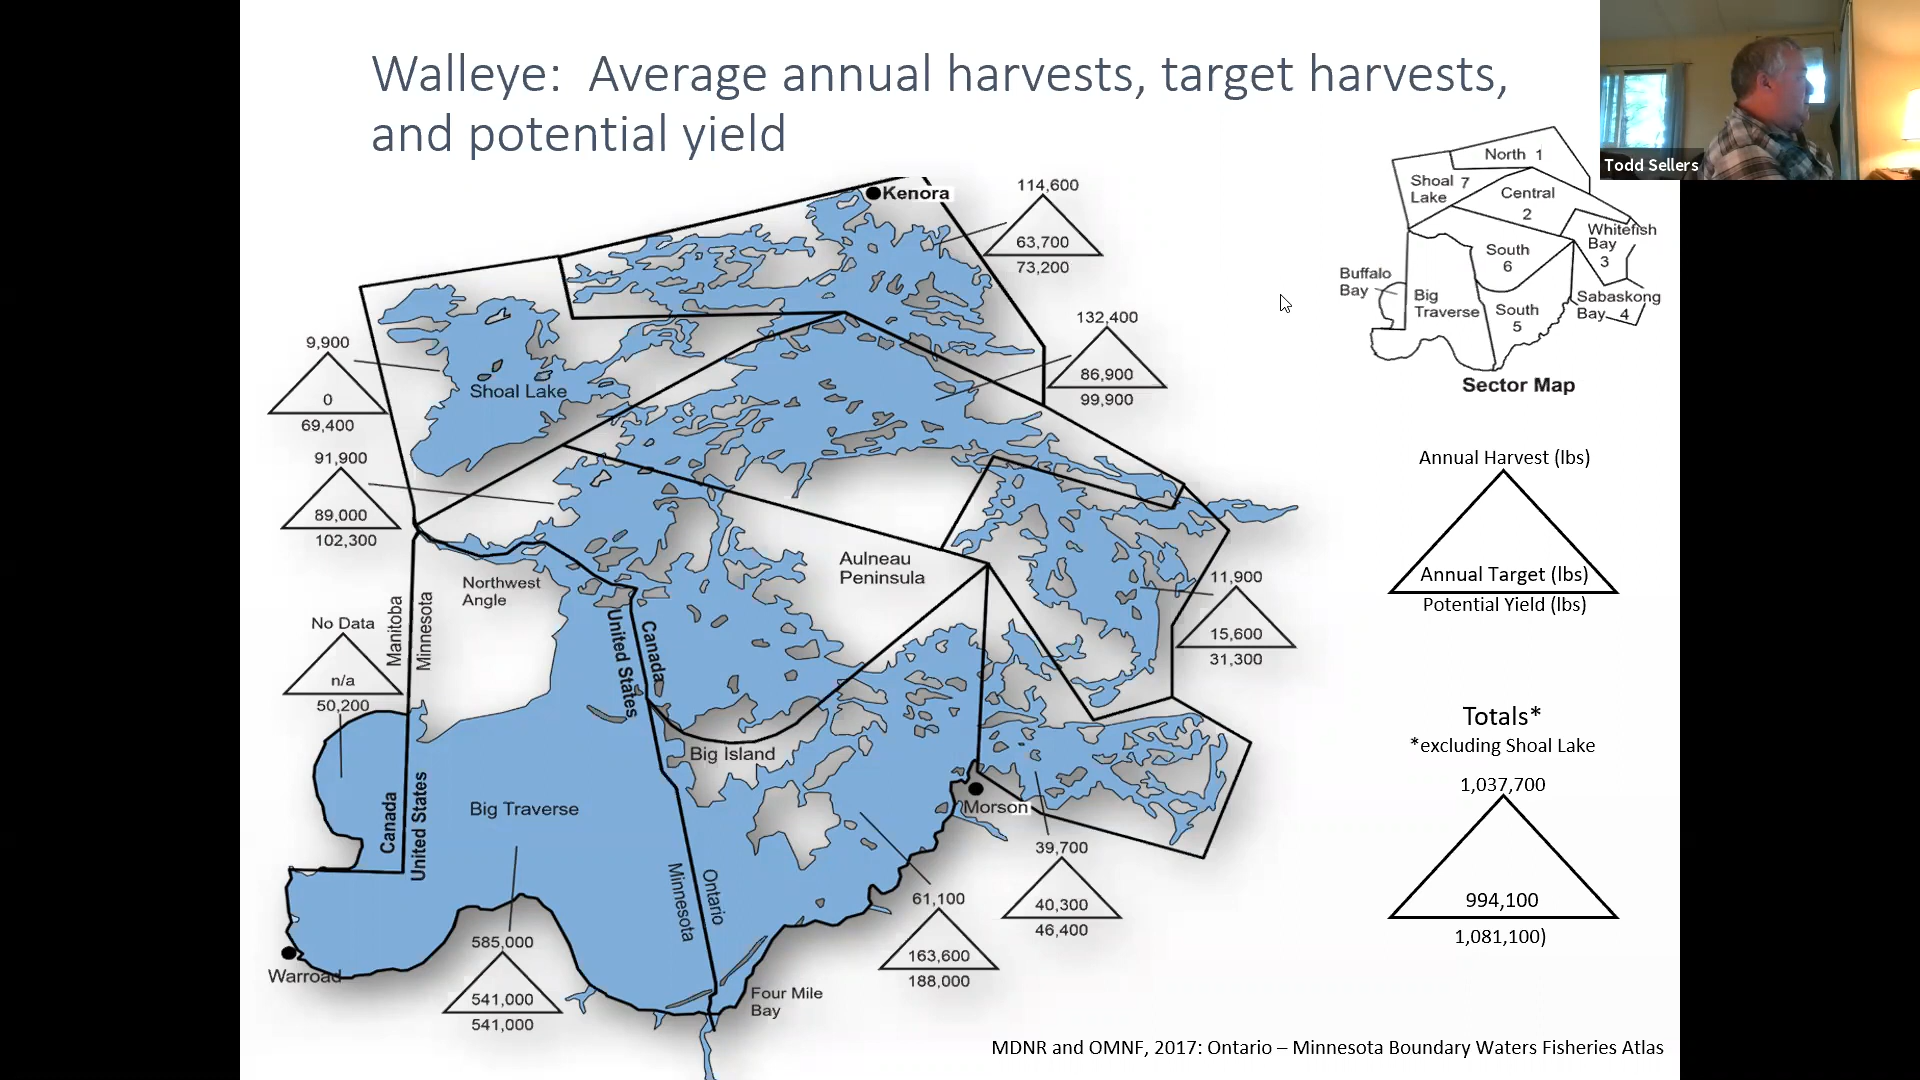 Walleye:  Average annual harvests, target harvests,
and potential yield
Todd Sellers
Kenora
114,600
63,700
73,200
North 1
Shoal 7
Lake
Central
2
Whitefish
Bay
3
South
6
Buffalo
Bay
Big
Traverse
South
5
Sabaskong
Bay 4
Sector Map
9,900
0
69,400
Shoal Lake
132,400
86,900
99,900
91,900
89,000
102,300
Annual Harvest (lbs)
Annual Target (lbs)
Potential Yield (lbs)
Northwest
Angle
Aulneau
Peninsula
11,900
15,600
31,300
Manitoba
Minnesota
United States
Canada
No Data
n/a
50,200
Big Island
Big Traverse
Canada
United States
Morson
Totals*
*excluding Shoal Lake
1,037,700
994,100
1,081,100)
39,700
40,300
46,400
61,100
163,600
188,000
Minnesota
Ontario
585,000
541,000
541,000
Warroad
Four Mile
Bay
MDNR and OMNF, 2017: Ontario – Minnesota Boundary Waters Fisheries Atlas